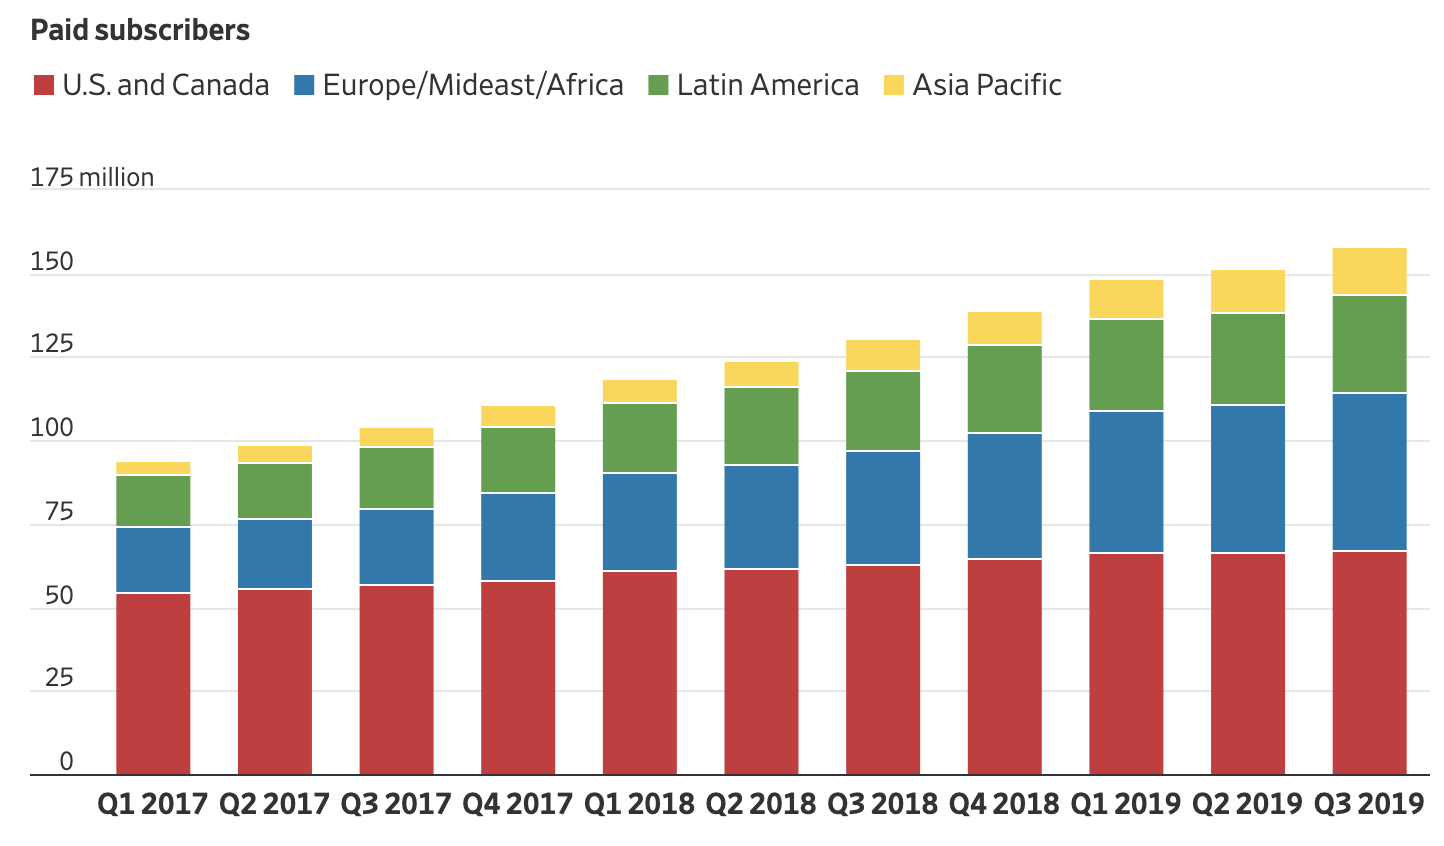 Paid subscribers
U.S. and Canada Europe/Mideast/Africa Latin America Asia Pacific
175 million
150
125
100
75
50
25
0
Q1 2017 Q2 2017 Q3 2017 Q4 2017 Q1 2018 Q2 2018 Q3 2018 Q4 2018 Q1 2019 Q2 2019 Q3 2019